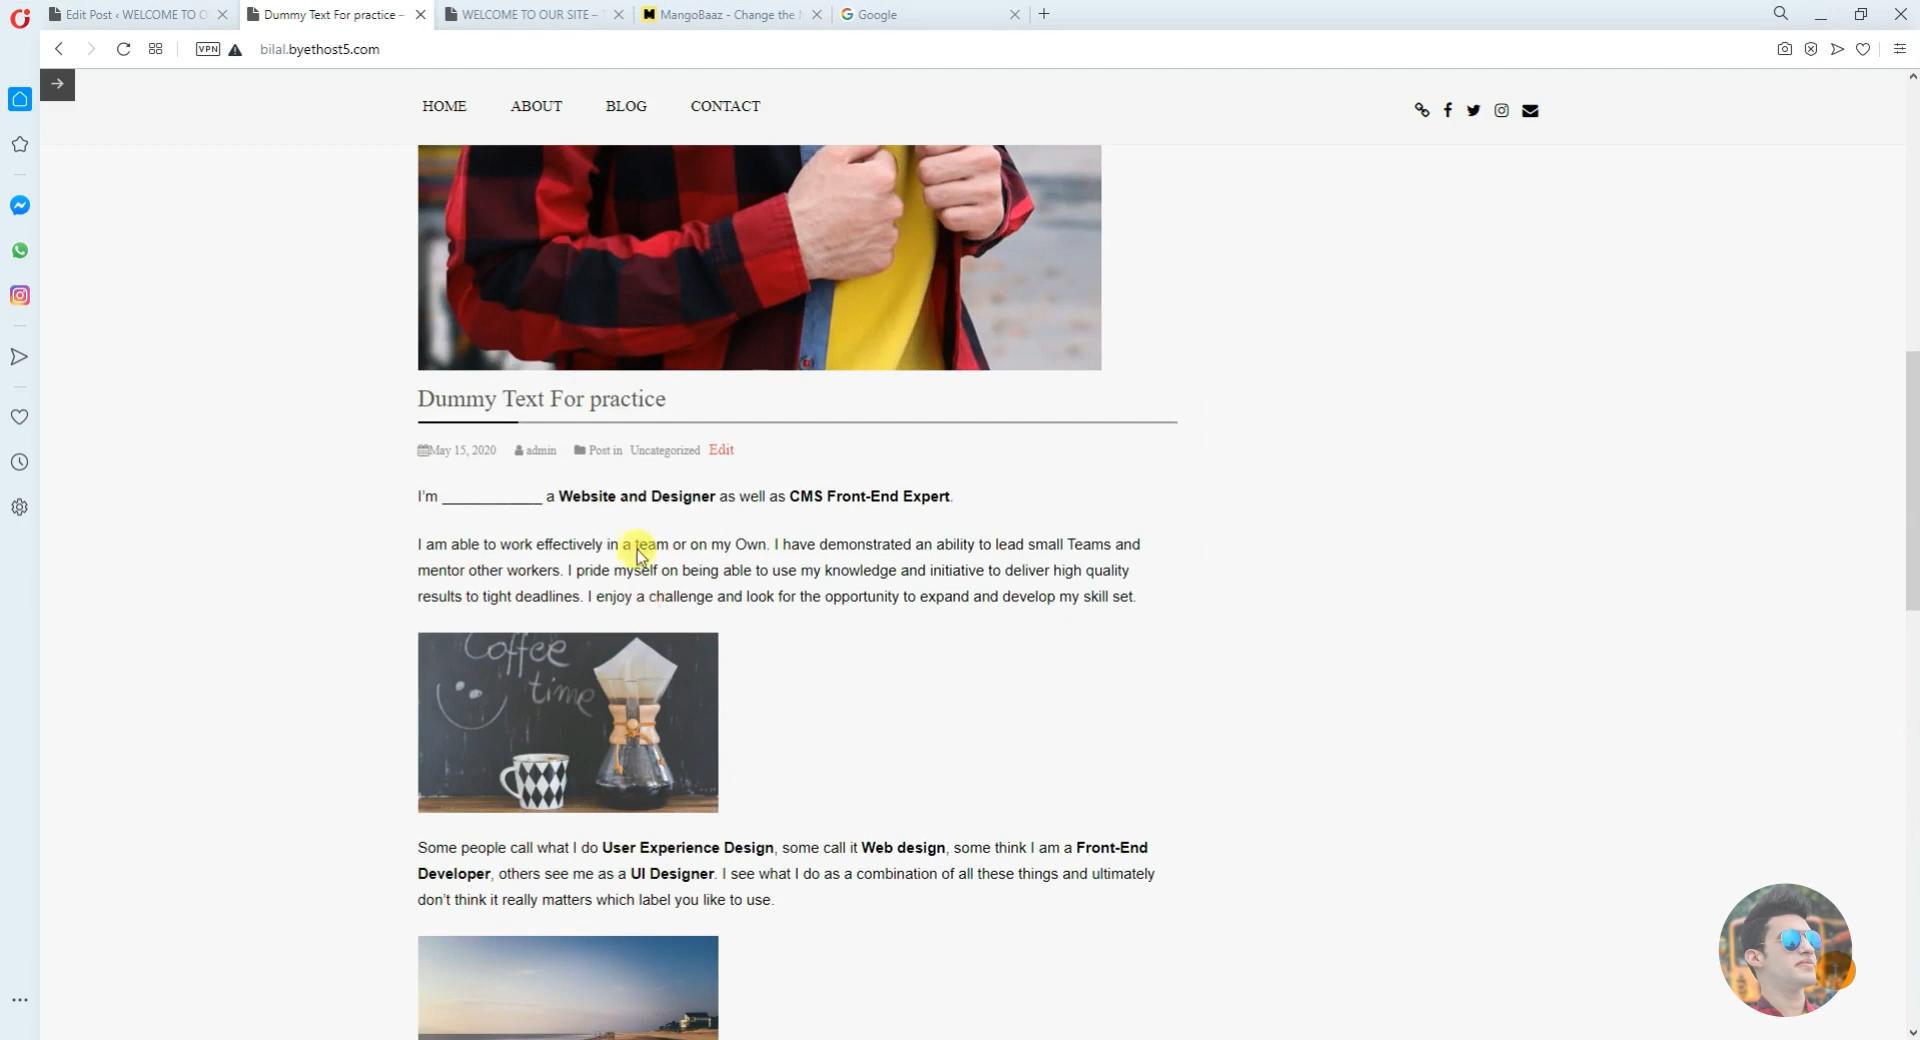 Edit Post ‹ WELCOME TO O
Dummy Text For practice –
WELCOME TO OUR SITE –
MangoBaaz - Change the
Google
VPN
bilal.byethost5.com
HOME
ABOUT
BLOG
CONTACT
Dummy Text For practice
May 15, 2020 admin Post in Uncategorized Edit
I'm ____________ a Website and Designer as well as CMS Front-End Expert.
I am able to work effectively in a team or on my Own. I have demonstrated an ability to lead small Teams and
mentor other workers. I pride myself on being able to use my knowledge and initiative to deliver high quality
results to tight deadlines. I enjoy a challenge and look for the opportunity to expand and develop my skill set.
Coffee
time
Some people call what I do User Experience Design, some call it Web design, some think I am a Front-End
Developer, others see me as a UI Designer. I see what I do as a combination of all these things and ultimately
don't think it really matters which label you like to use.